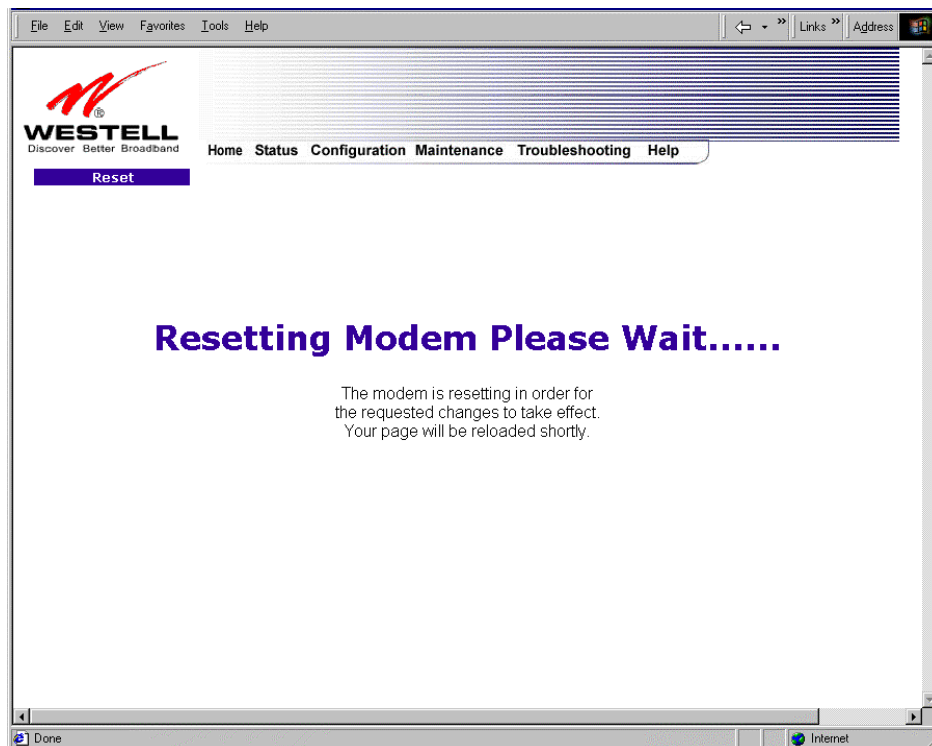 File Edit View Favorites Tools Help
» Links » Address
WESTELL
®
Discover Better Broadband
Home Status Configuration Maintenance Troubleshooting Help
Reset
Resetting Modem Please Wait......
The modem is resetting in order for
the requested changes to take effect.
Your page will be reloaded shortly.
Done
Internet